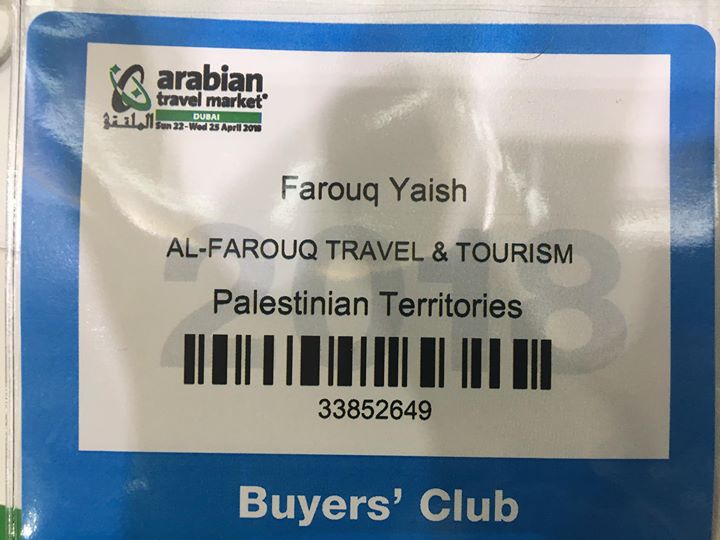 arabian
travel market
DUBAI
الملتقى Sun 22 - Wed 25 April 2018
Farouq Yaish
AL-FAROUQ TRAVEL & TOURISM
2018
Palestinian Territories
33852649
Buyers' Club